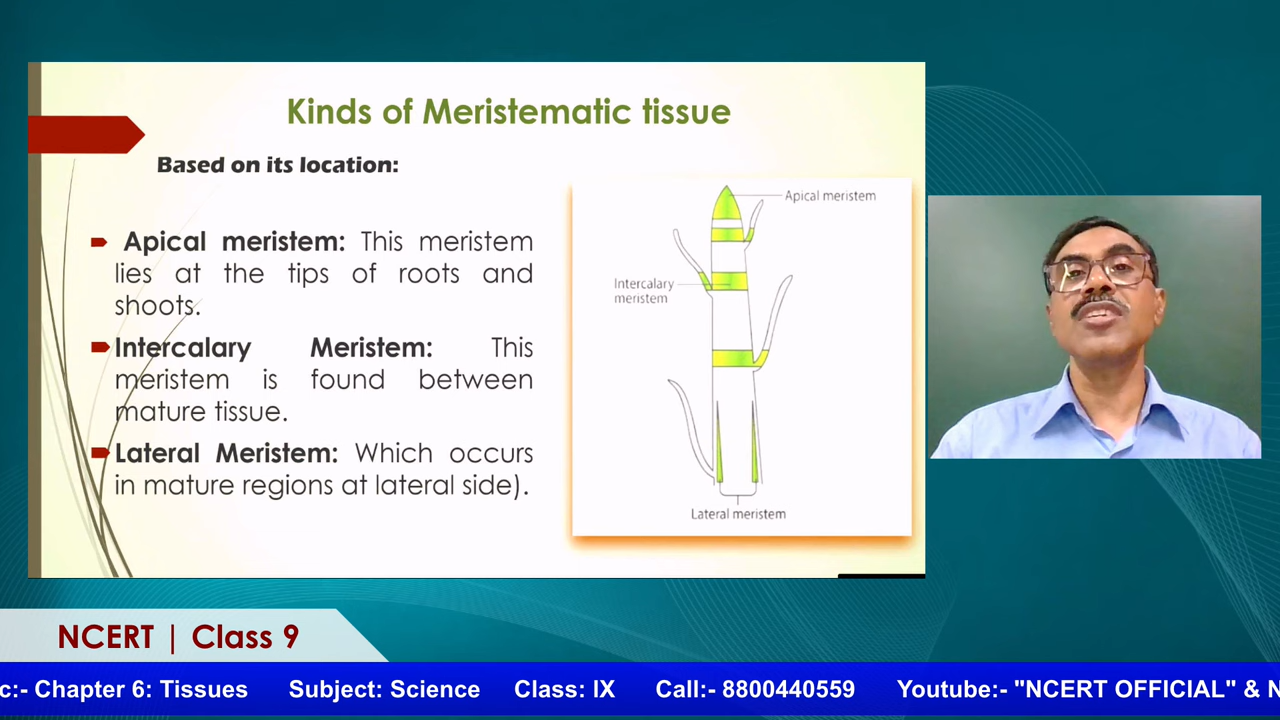 Kinds of Meristematic tissue
Based on its location:
Apical meristem: This meristem
lies at the tips of roots and
shoots.
Intercalary Meristem: This
meristem is found between
mature tissue.
Lateral Meristem: Which occurs
in mature regions at lateral side).
Apical meristem
Intercalary
meristem
Lateral meristem
NCERT | Class 9
c:- Chapter 6: Tissues Subject: Science Class: IX Call:- 8800440559 Youtube:- "NCERT OFFICIAL" & N